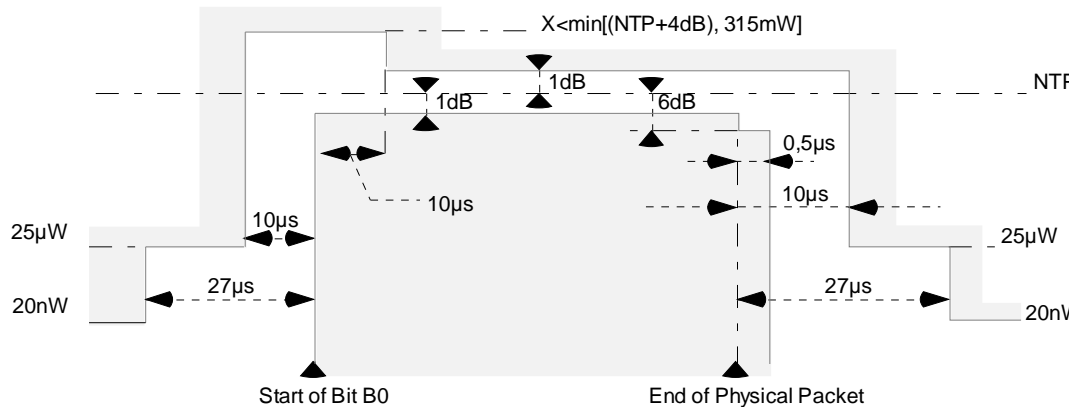 X<min[(NTP+4dB), 315mW]
1dB
NTP
1dB
6dB
0,5µs
10µs
10µs
10µs
25µW
25µW
27µs
27µs
20nW
20nW
Start of Bit B0
End of Physical Packet